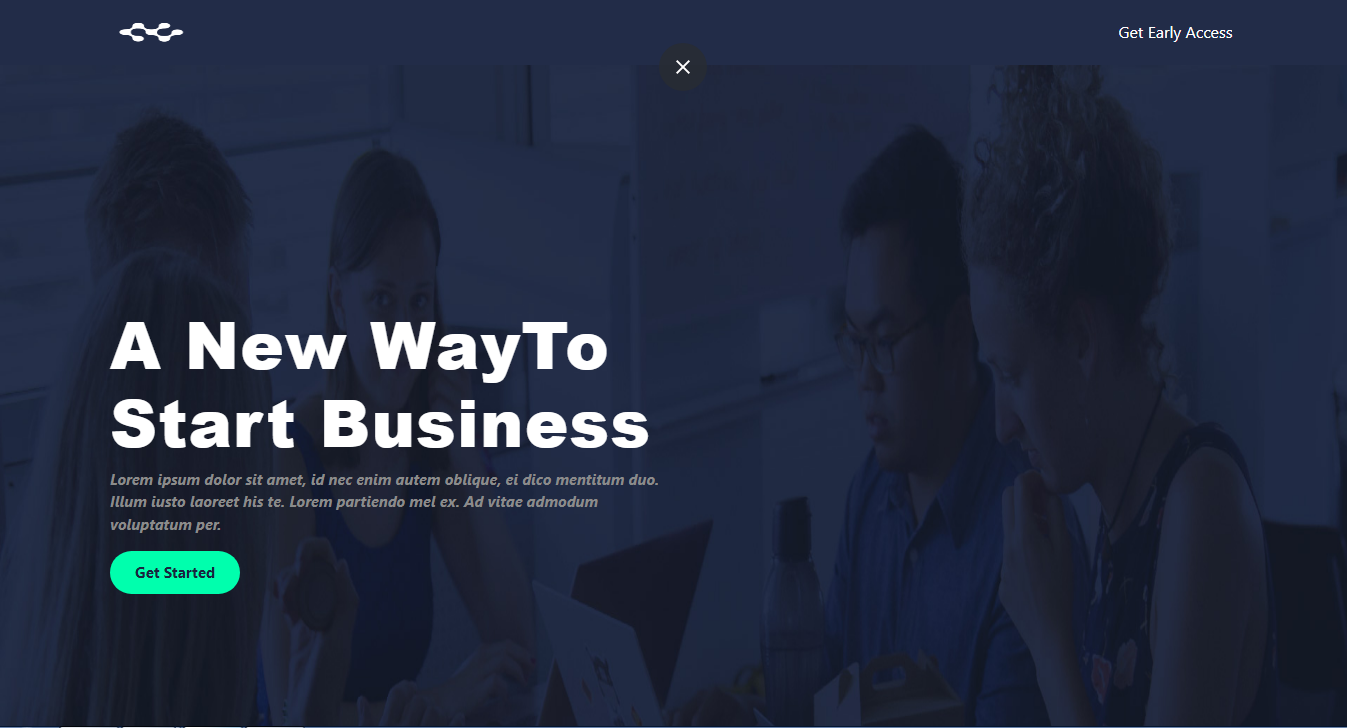 Get Early Access
A New WayTo
Start Business
Lorem ipsum dolor sit amet, id nec enim autem oblique, ei dico mentitum duo.
Illum iusto laoreet his te. Lorem partiendo mel ex. Ad vitae admodum
voluptatum per.
Get Started